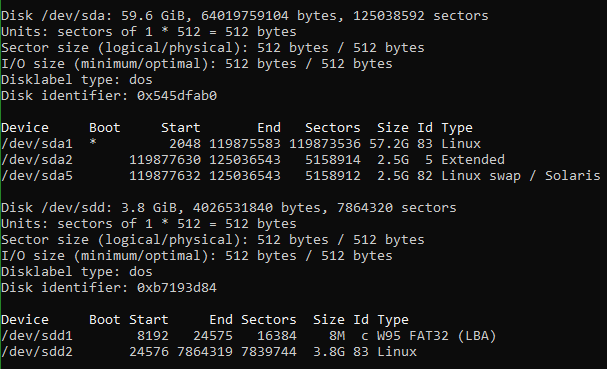 Disk /dev/sda: 59.6 GiB, 64019759104 bytes, 125038592 sectors
Units: sectors of 1 * 512 = 512 bytes
Sector size (logical/physical): 512 bytes / 512 bytes
I/O size (minimum/optimal): 512 bytes / 512 bytes
Disklabel type: dos
Disk identifier: 0x545dfab0
Device     Boot     Start       End   Sectors  Size Id Type
/dev/sda1  *         2048 119875583 119873536 57.2G 83 Linux
/dev/sda2       119877630 125036543   5158914  2.5G  5 Extended
/dev/sda5       119877632 125036543   5158912  2.5G 82 Linux swap / Solaris
Disk /dev/sdd: 3.8 GiB, 4026531840 bytes, 7864320 sectors
Units: sectors of 1 * 512 = 512 bytes
Sector size (logical/physical): 512 bytes / 512 bytes
I/O size (minimum/optimal): 512 bytes / 512 bytes
Disklabel type: dos
Disk identifier: 0xb7193d84
Device     Boot Start     End Sectors  Size Id Type
/dev/sdd1        8192   24575   16384    8M  c W95 FAT32 (LBA)
/dev/sdd2       24576 7864319 7839744  3.8G 83 Linux